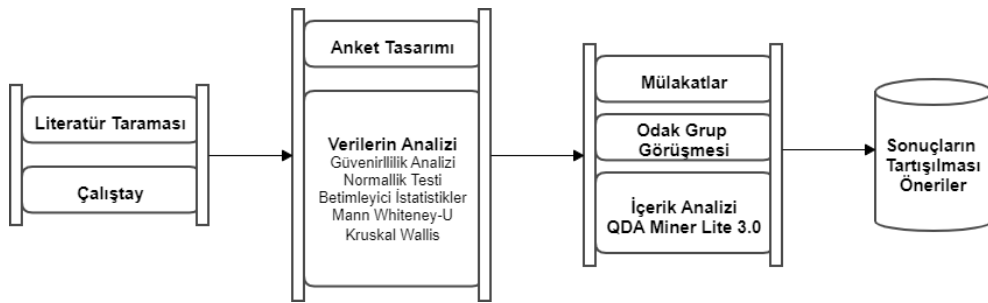 Literatür Taraması
Çalıştay
Anket Tasarımı
Verilerin Analizi
Güvenirllilik Analizi
Normallik Testi
Betimleyici İstatistikler
Mann Whiteney-U
Kruskal Wallis
Mülakatlar
Odak Grup
Görüşmesi
İçerik Analizi
QDA Miner Lite 3.0
Sonuçların
Tartışılması
Öneriler